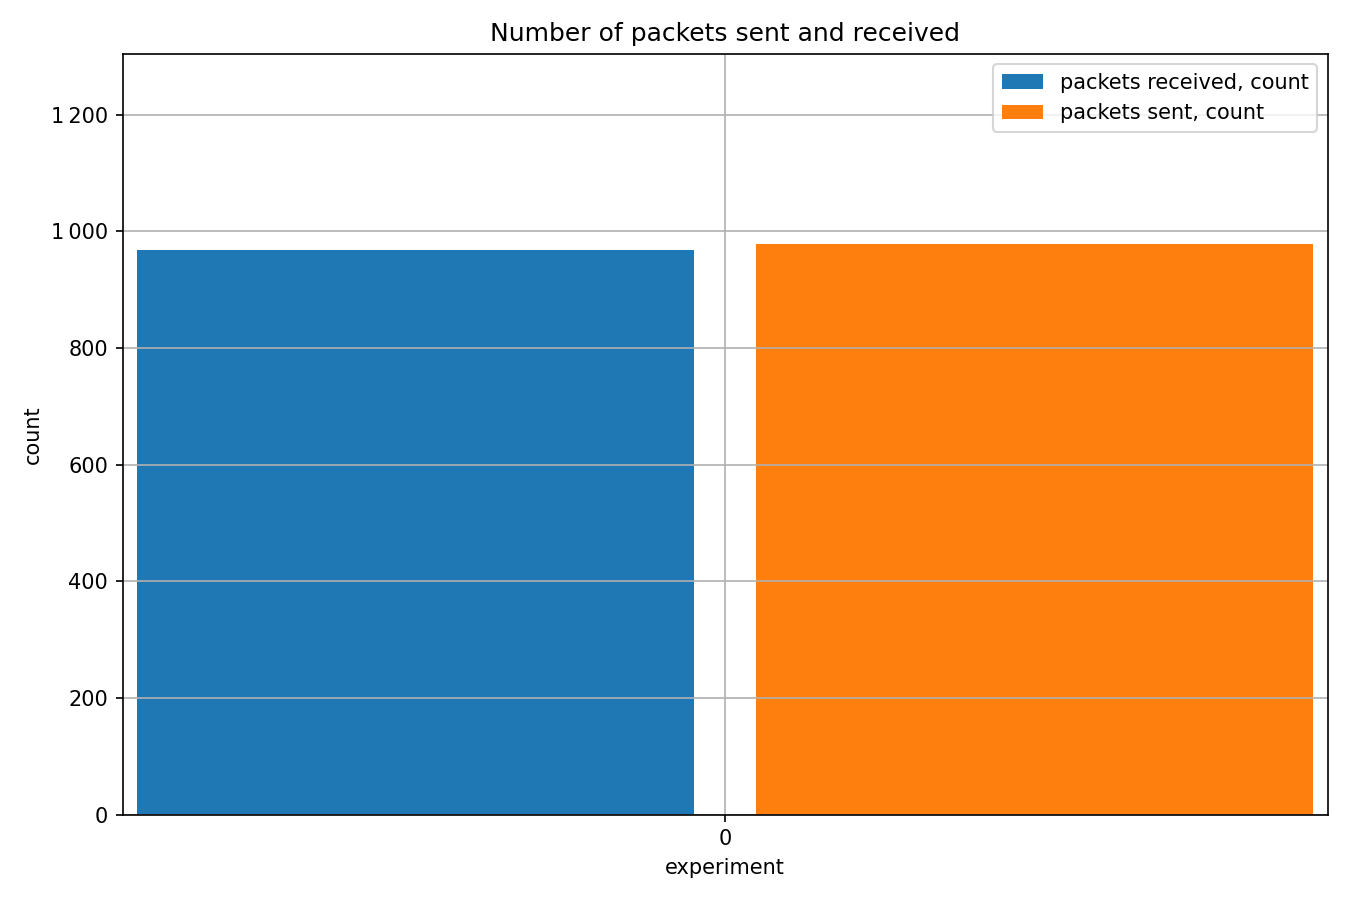 Number of packets sent and received
packets received, count
packets sent, count
1 200
1 000
800
600
400
200
0
count
0
experiment